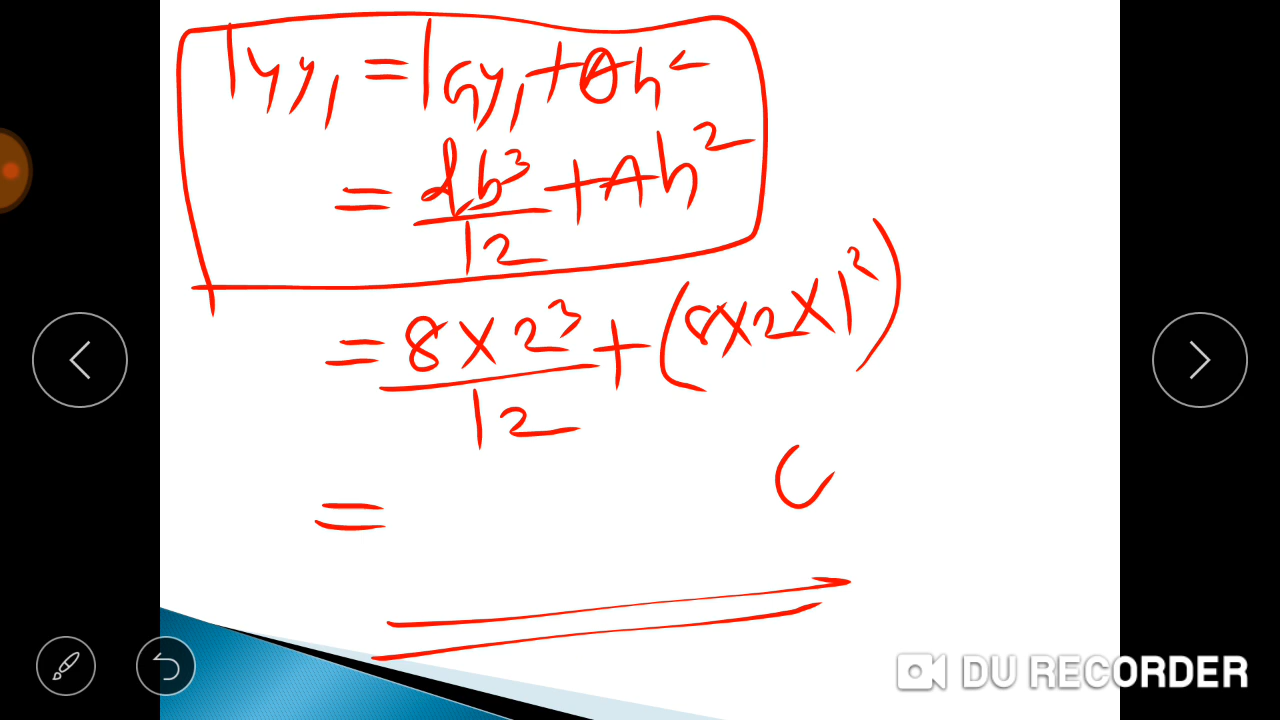 Iyy₁ = IGy₁ + Ah²
= db³/12 + Ah²
= 8×2³/12 + (8×2×1²)
=
DU RECORDER